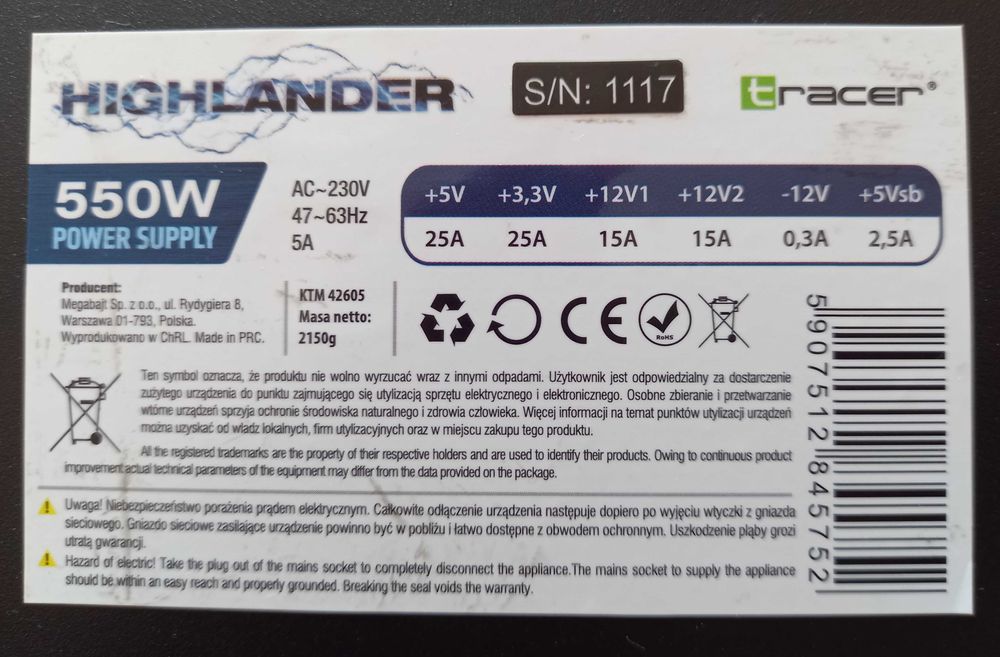 HIGHLANDER
S/N: 1117
tracer®
550W
POWER SUPPLY
AC~230V
47~63Hz
5A
+5V +3,3V +12V1 +12V2 -12V +5Vsb
25A 25A 15A 15A 0,3A 2,5A
Producent:
Megabajt Sp. z o.o., ul. Rydygiera 8,
Warszawa 01-793, Polska.
Wyprodukowano w ChRL. Made in PRC.
KTM 42605
Masa netto:
2150g
CE
RoHS
Ten symbol oznacza, że produktu nie wolno wyrzucać wraz z innymi odpadami. Użytkownik jest odpowiedzialny za dostarczenie
zużytego urządzenia do punktu zajmującego się utylizacją sprzętu elektrycznego i elektronicznego. Osobne zbieranie i przetwarzanie
wtórne urządzeń sprzyja ochronie środowiska naturalnego i zdrowia człowieka. Więcej informacji na temat punktów utylizacji urządzeń
można uzyskać od władz lokalnych, firm utylizacyjnych oraz w miejscu zakupu tego produktu.
All the registered trademarks are the property of their respective holders and are used to identify their products. Owing to continuous product
improvement actual technical parameters of the equipment may differ from the data provided on the package.
Uwaga! Niebezpieczeństwo porażenia prądem elektrycznym. Całkowite odłączenie urządzenia następuje dopiero po wyjęciu wtyczki z gniazda
sieciowego. Gniazdo sieciowe zasilające urządzenie powinno być w pobliżu i łatwo dostępne z obwodem ochronnym. Uszkodzenie pląby grozi
utratą gwarancji.
Hazard of electric! Take the plug out of the mains socket to completely disconnect the appliance.The mains socket to supply the appliance
should be within an easy reach and properly grounded. Breaking the seal voids the warranty.
5907512845752